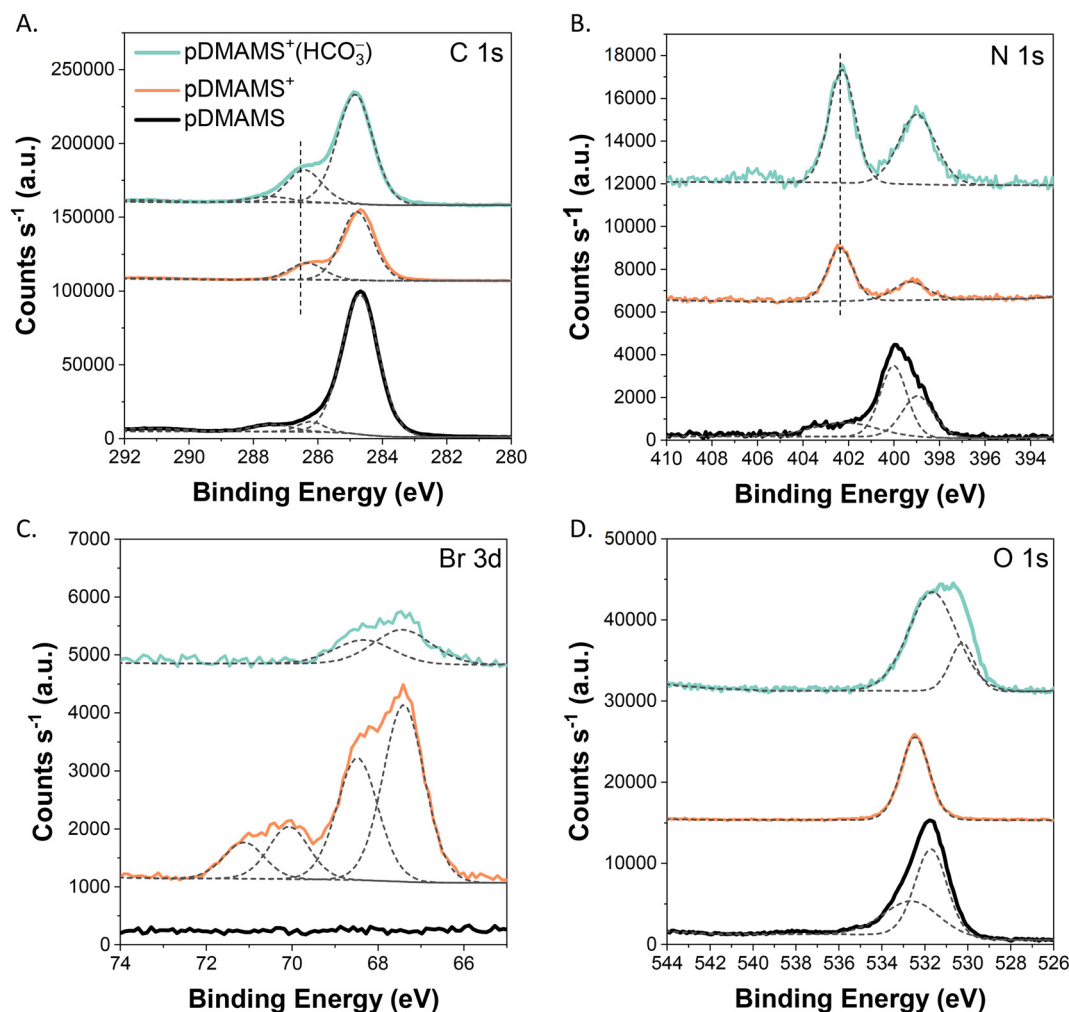 A.
C 1s
pDMAMS⁺(HCO₃⁻)
pDMAMS⁺
pDMAMS
250000
200000
150000
100000
50000
0
292 290 288 286 284 282 280
Counts s⁻¹ (a.u.)
Binding Energy (eV)
B.
N 1s
18000
16000
14000
12000
10000
8000
6000
4000
2000
0
410 408 406 404 402 400 398 396 394
Counts s⁻¹ (a.u.)
Binding Energy (eV)
C.
Br 3d
7000
6000
5000
4000
3000
2000
1000
0
74 72 70 68 66
Counts s⁻¹ (a.u.)
Binding Energy (eV)
D.
O 1s
50000
40000
30000
20000
10000
0
544 542 540 538 536 534 532 530 528 526
Counts s⁻¹ (a.u.)
Binding Energy (eV)